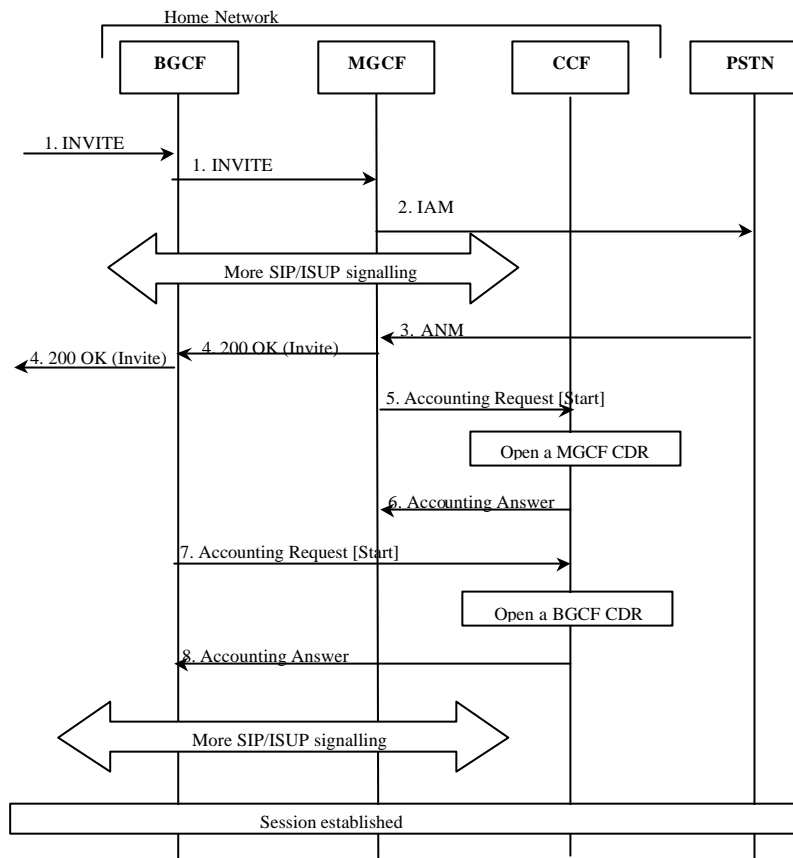 Home Network
BGCF
MGCF
CCF
PSTN
1. INVITE
1. INVITE
2. IAM
More SIP/ISUP signalling
3. ANM
4. 200 OK (Invite)
4. 200 OK (Invite)
5. Accounting Request [Start]
Open a MGCF CDR
6. Accounting Answer
7. Accounting Request [Start]
Open a BGCF CDR
8. Accounting Answer
More SIP/ISUP signalling
Session established